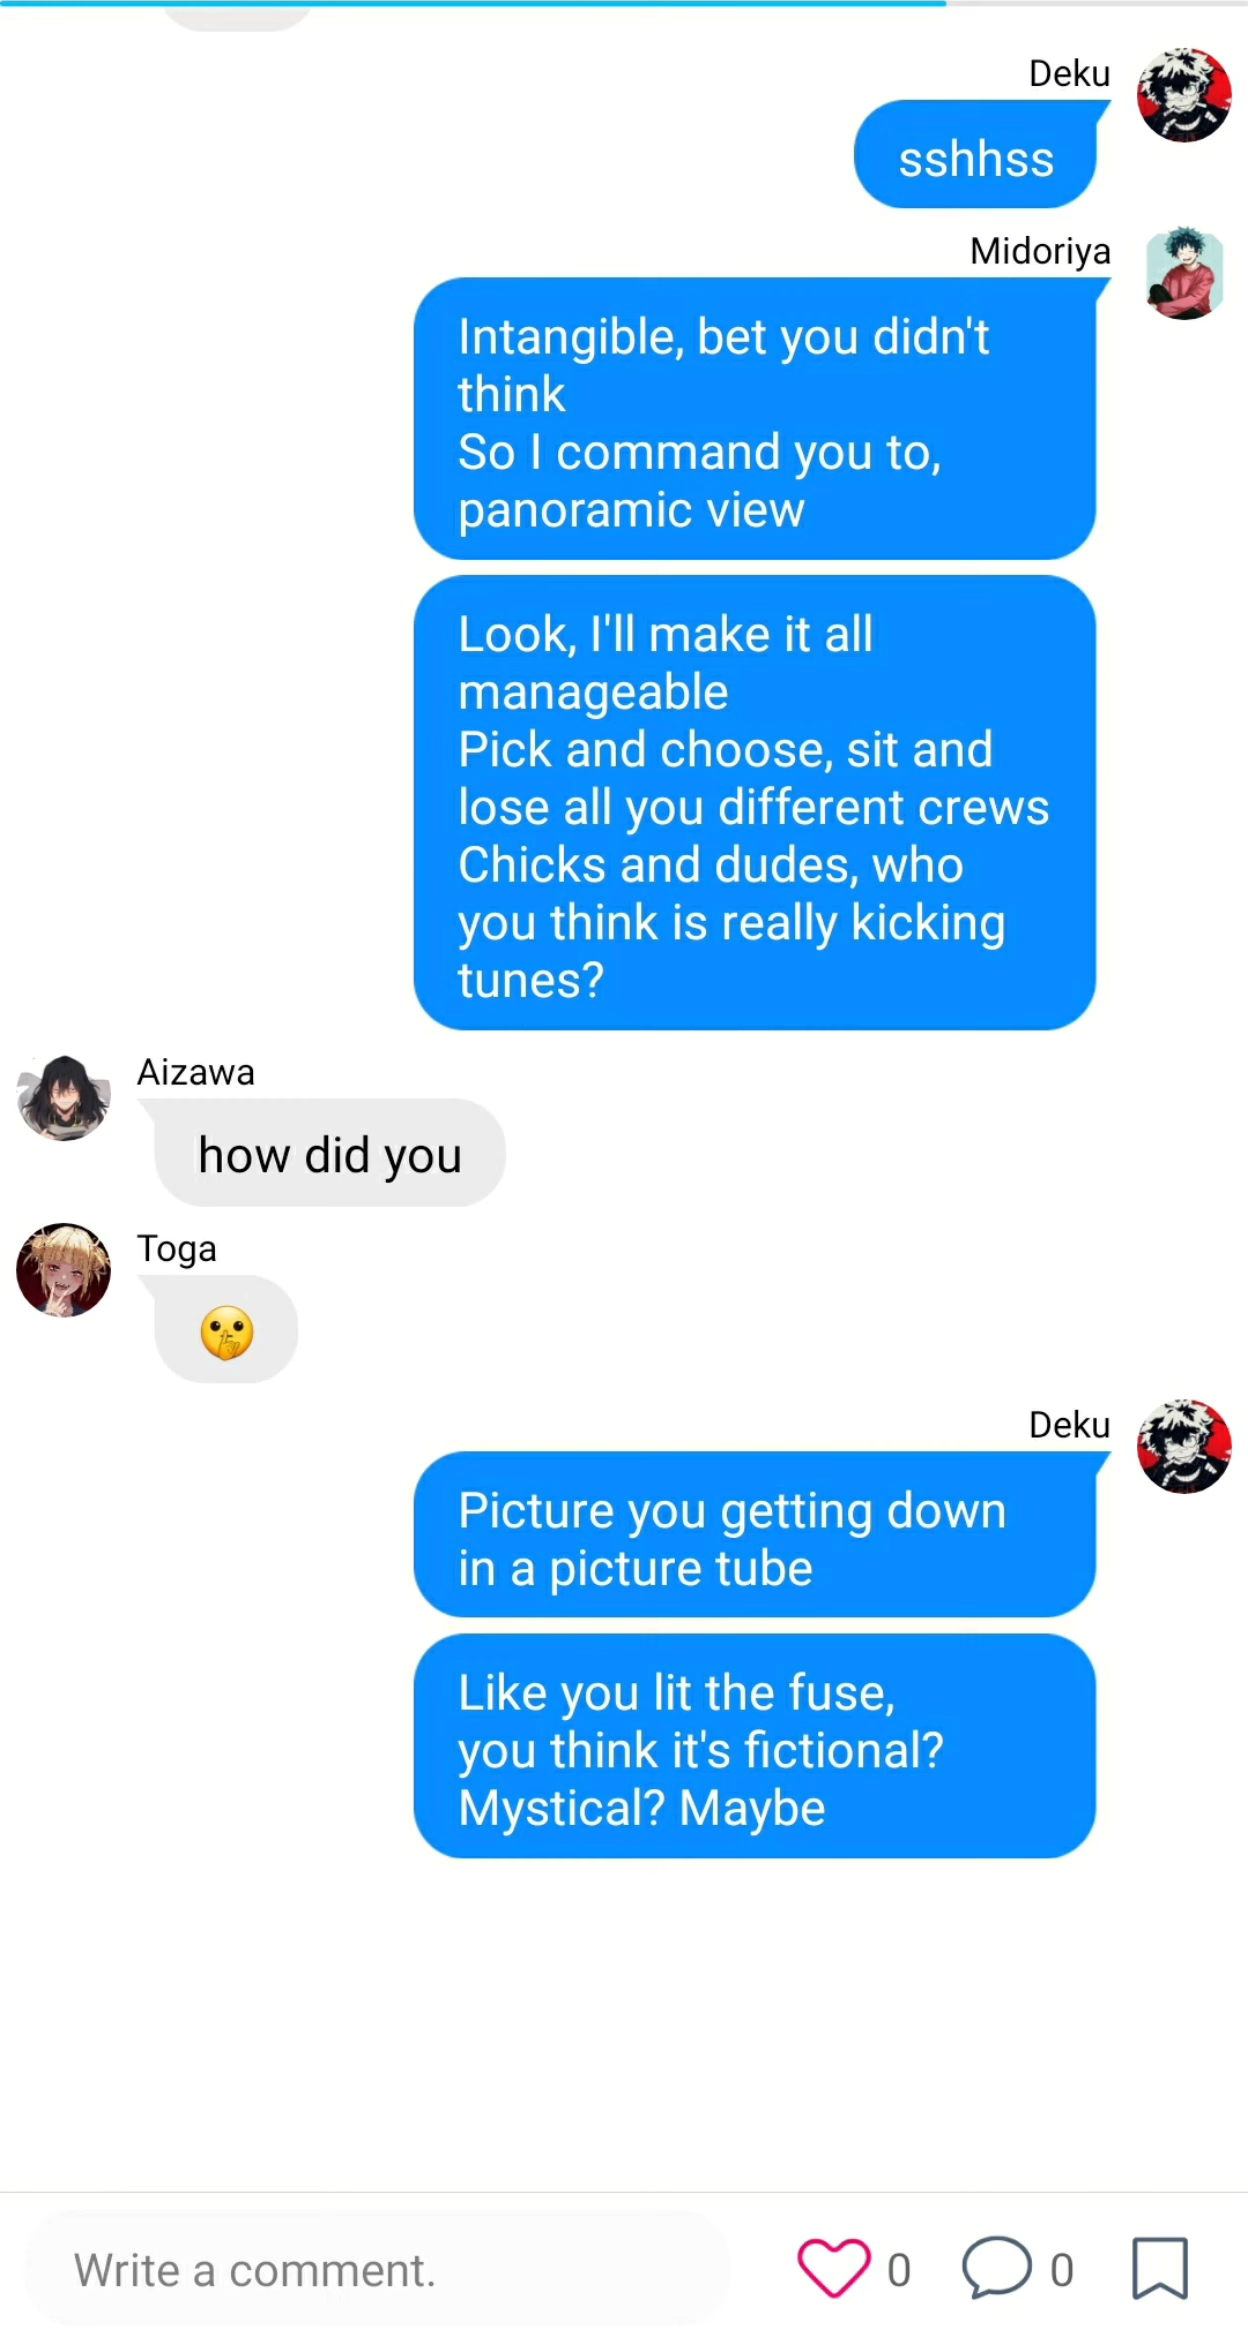 Deku
sshhss
Midoriya
Intangible, bet you didn't
think
So I command you to,
panoramic view
Look, I'll make it all
manageable
Pick and choose, sit and
lose all you different crews
Chicks and dudes, who
you think is really kicking
tunes?
Aizawa
how did you
Toga
🤫
Deku
Picture you getting down
in a picture tube
Like you lit the fuse,
you think it's fictional?
Mystical? Maybe
Write a comment.
0
0